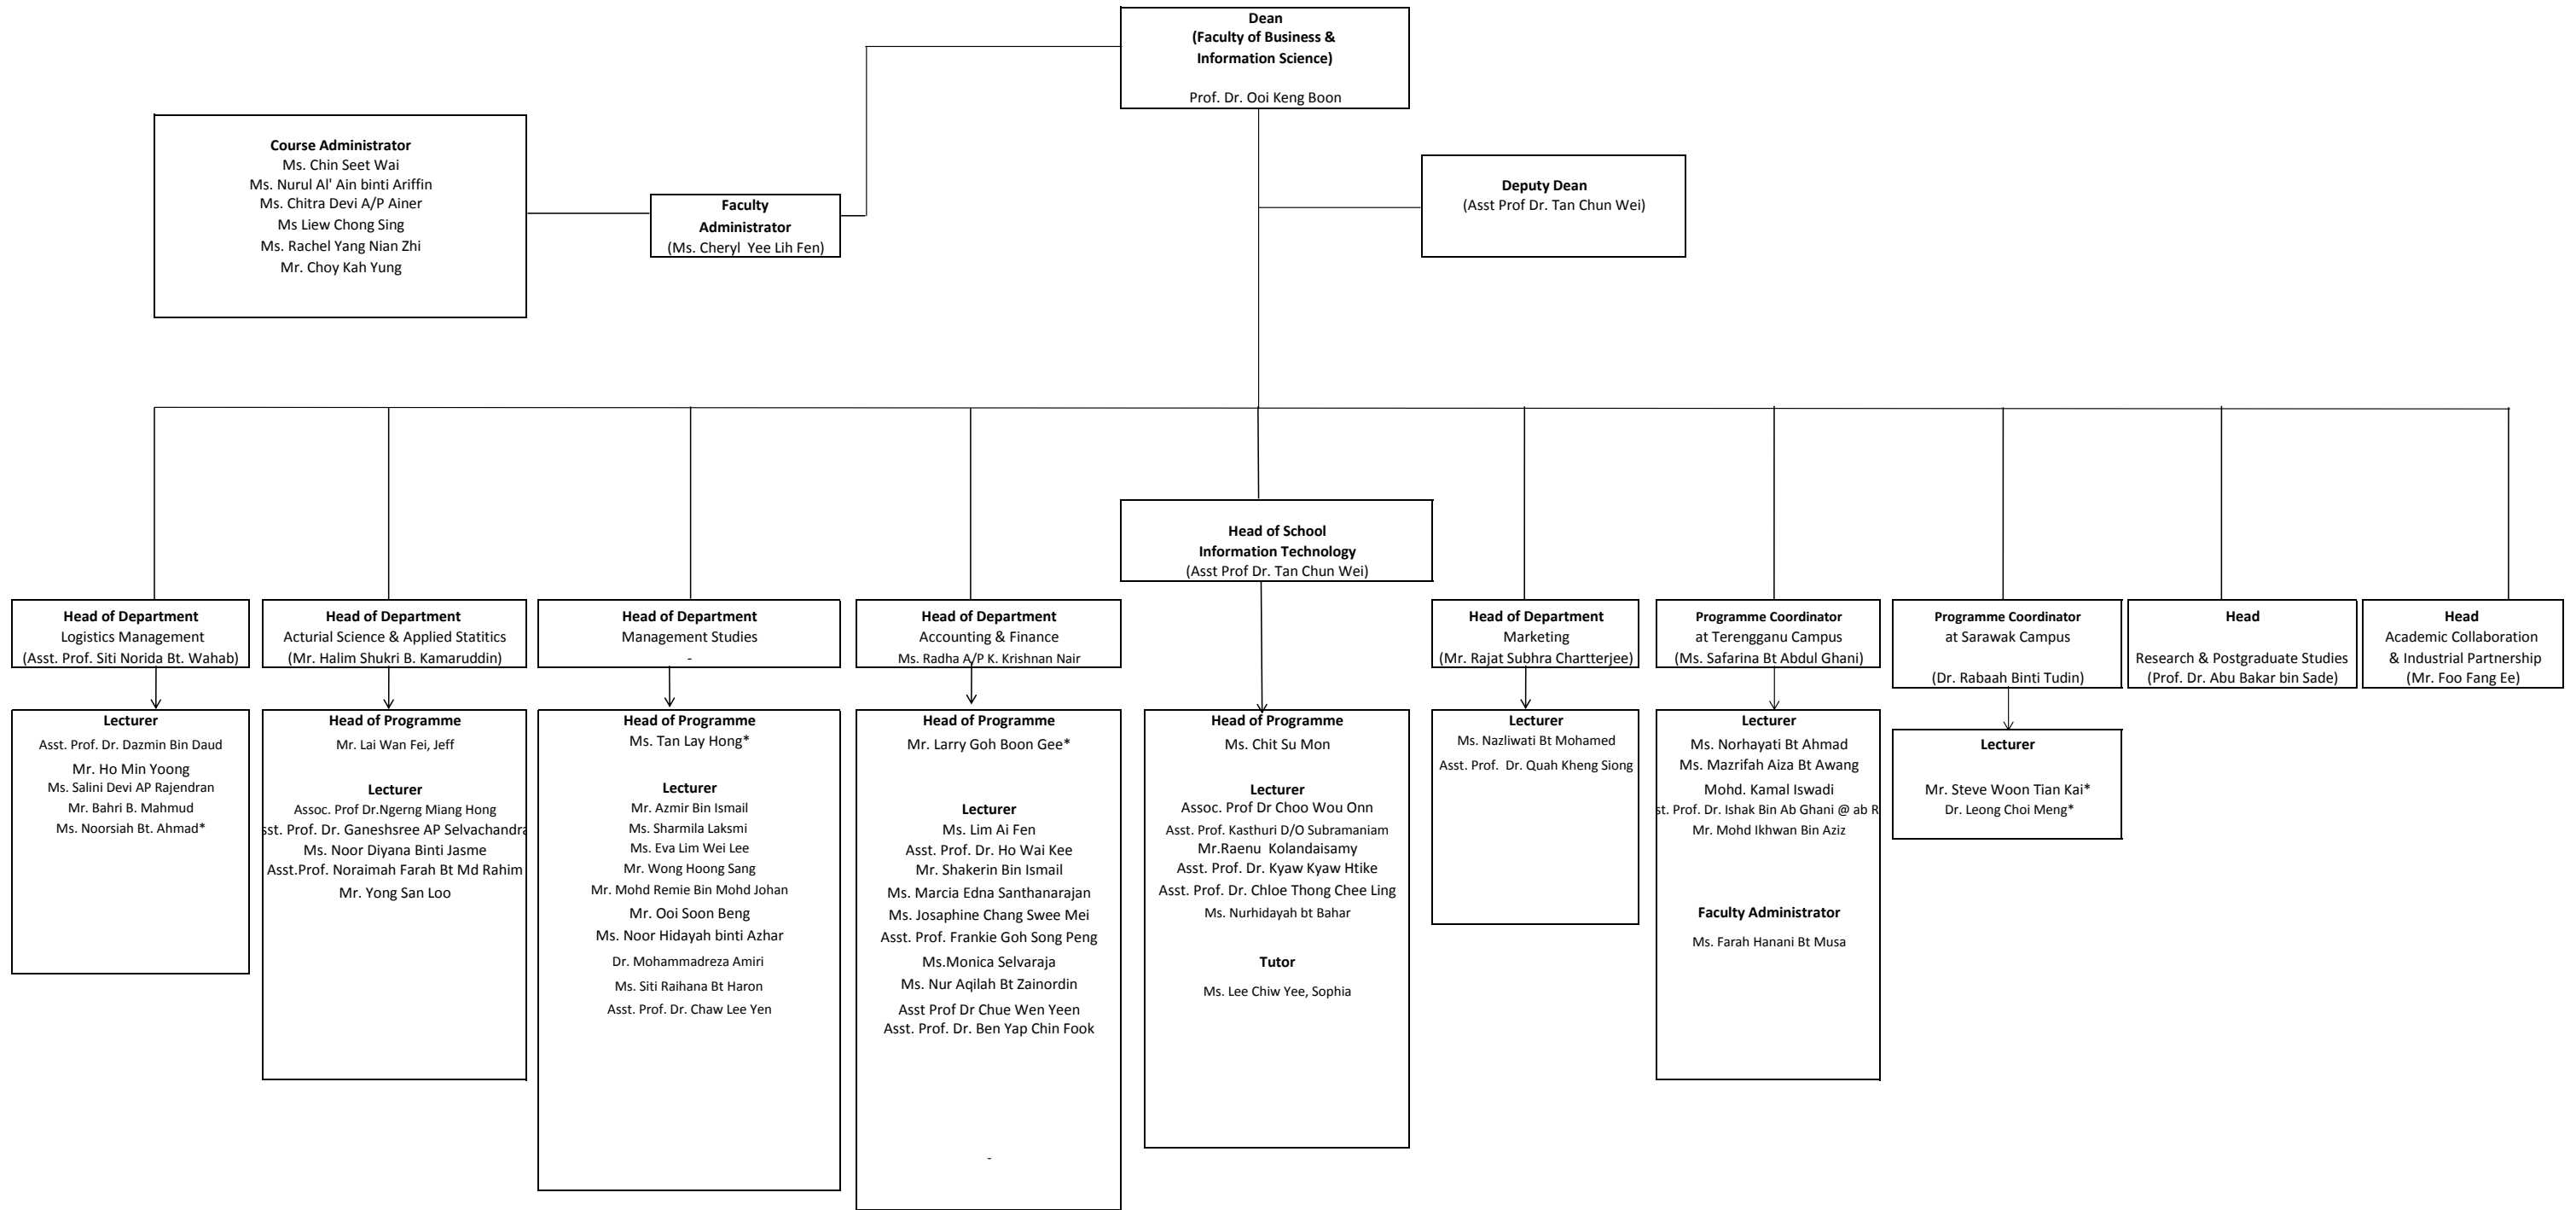 Dean
(Faculty of Business &
Information Science)
Prof. Dr. Ooi Keng Boon
Course Administrator
Ms. Chin Seet Wai
Ms. Nurul Al' Ain binti Ariffin
Ms. Chitra Devi A/P Ainer
Ms Liew Chong Sing
Ms. Rachel Yang Nian Zhi
Mr. Choy Kah Yung
Faculty
Administrator
(Ms. Cheryl Yee Lih Fen)
Deputy Dean
(Asst Prof Dr. Tan Chun Wei)
Head of School
Information Technology
(Asst Prof Dr. Tan Chun Wei)
Head of Department
Logistics Management
(Asst. Prof. Siti Norida Bt. Wahab)
Head of Department
Acturial Science & Applied Statitics
(Mr. Halim Shukri B. Kamaruddin)
Head of Department
Management Studies
-
Head of Department
Accounting & Finance
Ms. Radha A/P K. Krishnan Nair
Head of Department
Marketing
(Mr. Rajat Subhra Chartterjee)
Programme Coordinator
at Terengganu Campus
(Ms. Safarina Bt Abdul Ghani)
Programme Coordinator
at Sarawak Campus
(Dr. Rabaah Binti Tudin)
Head
Research & Postgraduate Studies
(Prof. Dr. Abu Bakar bin Sade)
Head
Academic Collaboration
& Industrial Partnership
(Mr. Foo Fang Ee)
Lecturer
Asst. Prof. Dr. Dazmin Bin Daud
Mr. Ho Min Yoong
Ms. Salini Devi AP Rajendran
Mr. Bahri B. Mahmud
Ms. Noorsiah Bt. Ahmad*
Head of Programme
Mr. Lai Wan Fei, Jeff
Lecturer
Assoc. Prof Dr.Ngerng Miang Hong
sst. Prof. Dr. Ganeshsree AP Selvachandra
Ms. Noor Diyana Binti Jasme
Asst.Prof. Noraimah Farah Bt Md Rahim
Mr. Yong San Loo
Head of Programme
Ms. Tan Lay Hong*
Lecturer
Mr. Azmir Bin Ismail
Ms. Sharmila Laksmi
Ms. Eva Lim Wei Lee
Mr. Wong Hoong Sang
Mr. Mohd Remie Bin Mohd Johan
Mr. Ooi Soon Beng
Ms. Noor Hidayah binti Azhar
Dr. Mohammadreza Amiri
Ms. Siti Raihana Bt Haron
Asst. Prof. Dr. Chaw Lee Yen
Head of Programme
Mr. Larry Goh Boon Gee*
Lecturer
Ms. Lim Ai Fen
Asst. Prof. Dr. Ho Wai Kee
Mr. Shakerin Bin Ismail
Ms. Marcia Edna Santhanarajan
Ms. Josaphine Chang Swee Mei
Asst. Prof. Frankie Goh Song Peng
Ms.Monica Selvaraja
Ms. Nur Aqilah Bt Zainordin
Asst Prof Dr Chue Wen Yeen
Asst. Prof. Dr. Ben Yap Chin Fook
-
Head of Programme
Ms. Chit Su Mon
Lecturer
Assoc. Prof Dr Choo Wou Onn
Asst. Prof. Kasthuri D/O Subramaniam
Mr.Raenu Kolandaisamy
Asst. Prof. Dr. Kyaw Kyaw Htike
Asst. Prof. Dr. Chloe Thong Chee Ling
Ms. Nurhidayah bt Bahar
Tutor
Ms. Lee Chiw Yee, Sophia
Lecturer
Ms. Nazliwati Bt Mohamed
Asst. Prof. Dr. Quah Kheng Siong
Lecturer
Ms. Norhayati Bt Ahmad
Ms. Mazrifah Aiza Bt Awang
Mohd. Kamal Iswadi
st. Prof. Dr. Ishak Bin Ab Ghani @ ab R
Mr. Mohd Ikhwan Bin Aziz
Faculty Administrator
Ms. Farah Hanani Bt Musa
Lecturer
Mr. Steve Woon Tian Kai*
Dr. Leong Choi Meng*